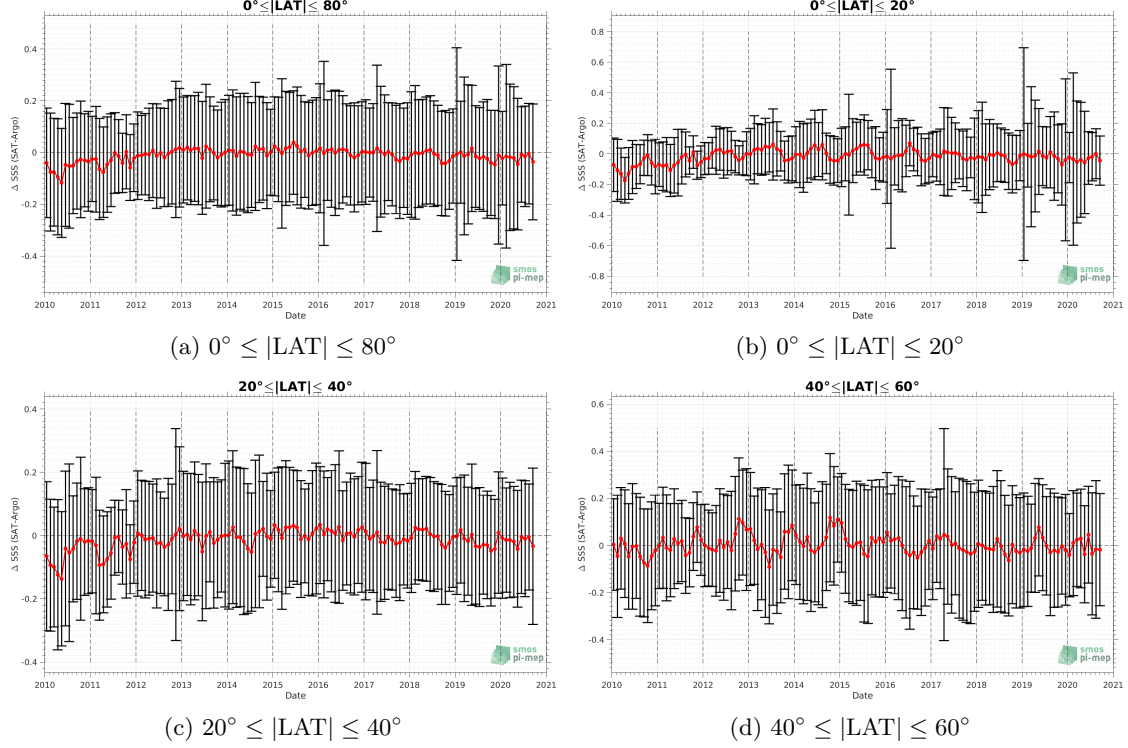 0°≤|LAT|≤ 80°
Δ SSS (SAT-Argo)
0.4
0.2
0
-0.2
-0.4
2010 2011 2012 2013 2014 2015 2016 2017 2018 2019 2020 2021
Date
smos
pi-mep
(a) 0° ≤ |LAT| ≤ 80°
0°≤|LAT|≤ 20°
Δ SSS (SAT-Argo)
0.8
0.6
0.4
0.2
0
-0.2
-0.4
-0.6
-0.8
2010 2011 2012 2013 2014 2015 2016 2017 2018 2019 2020 2021
Date
smos
pi-mep
(b) 0° ≤ |LAT| ≤ 20°
20°≤|LAT|≤ 40°
Δ SSS (SAT-Argo)
0.4
0.2
0
-0.2
-0.4
2010 2011 2012 2013 2014 2015 2016 2017 2018 2019 2020 2021
Date
smos
pi-mep
(c) 20° ≤ |LAT| ≤ 40°
40°≤|LAT|≤ 60°
Δ SSS (SAT-Argo)
0.6
0.4
0.2
0
-0.2
-0.4
2010 2011 2012 2013 2014 2015 2016 2017 2018 2019 2020 2021
Date
smos
pi-mep
(d) 40° ≤ |LAT| ≤ 60°